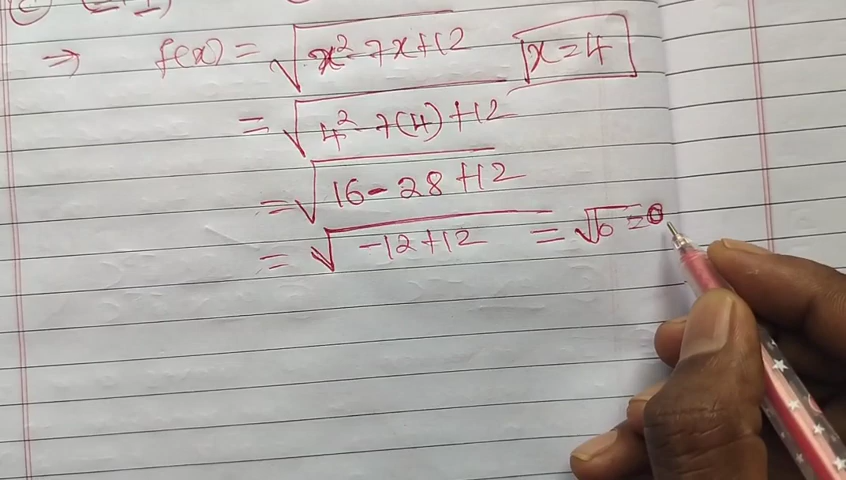 ⇒ f(x) = √x² - 7x + 12 x = 4
= √4² - 7(4) + 12
= √16 - 28 + 12
= √-12 + 12 = √0 = 0